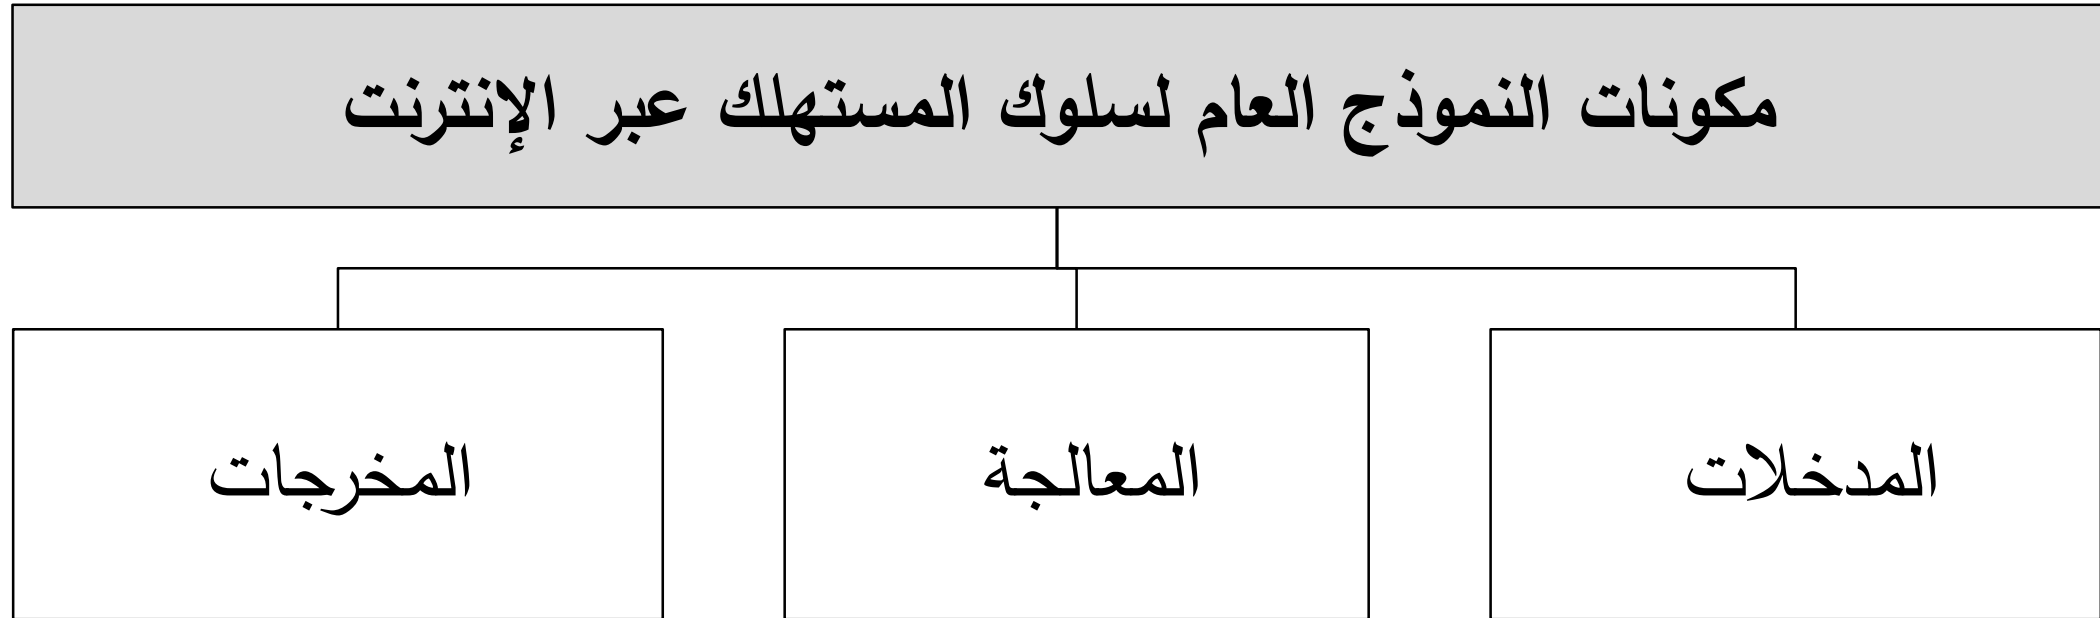 مكونات النموذج العام لسلوك المستهلك عبر الإنترنت
المدخلات
المعالجة
المخرجات